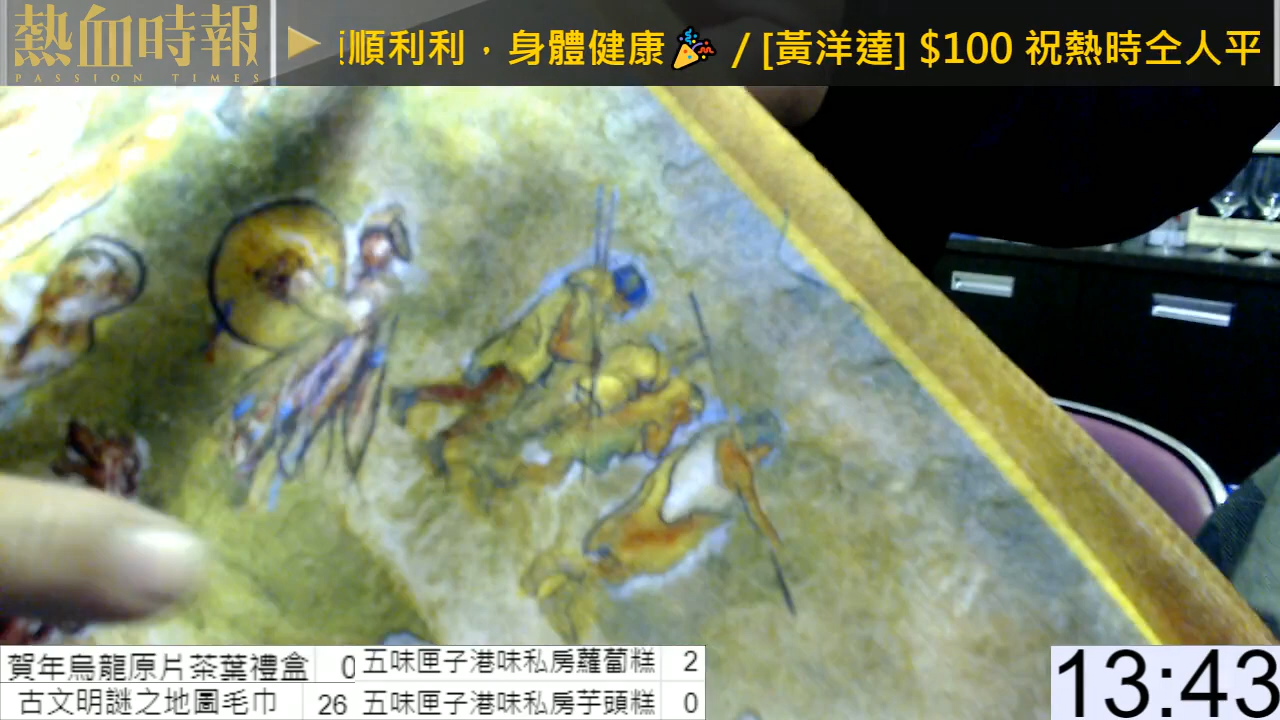 熱血時報
PASSION TIMES
順利利，身體健康🎉 / [黃洋達] $100 祝熱時仝人平
賀年烏龍原片茶葉禮盒 0
五味匣子港味私房蘿蔔糕 2
古文明謎之地圖毛巾 26
五味匣子港味私房芋頭糕 0
13:43